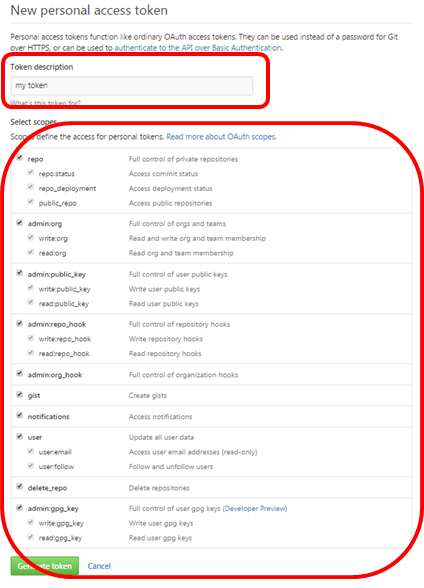 New personal access token
Personal access tokens function like ordinary OAuth access tokens. They can be used instead of a password for Git
over HTTPS, or can be used to authenticate to the API over Basic Authentication.
Token description
my token
What's this token for?
Select scopes
Scopes define the access for personal tokens. Read more about OAuth scopes.
repo Full control of private repositories
repo:status Access commit status
repo_deployment Access deployment status
public_repo Access public repositories
admin:org Full control of orgs and teams
write:org Read and write org and team membership
read:org Read org and team membership
admin:public_key Full control of user public keys
write:public_key Write user public keys
read:public_key Read user public keys
admin:repo_hook Full control of repository hooks
write:repo_hook Write repository hooks
read:repo_hook Read repository hooks
admin:org_hook Full control of organization hooks
gist Create gists
notifications Access notifications
user Update all user data
user:email Access user email addresses (read-only)
user:follow Follow and unfollow users
delete_repo Delete repositories
admin:gpg_key Full control of user gpg keys (Developer Preview)
write:gpg_key Write user gpg keys
read:gpg_key Read user gpg keys
Generate token Cancel